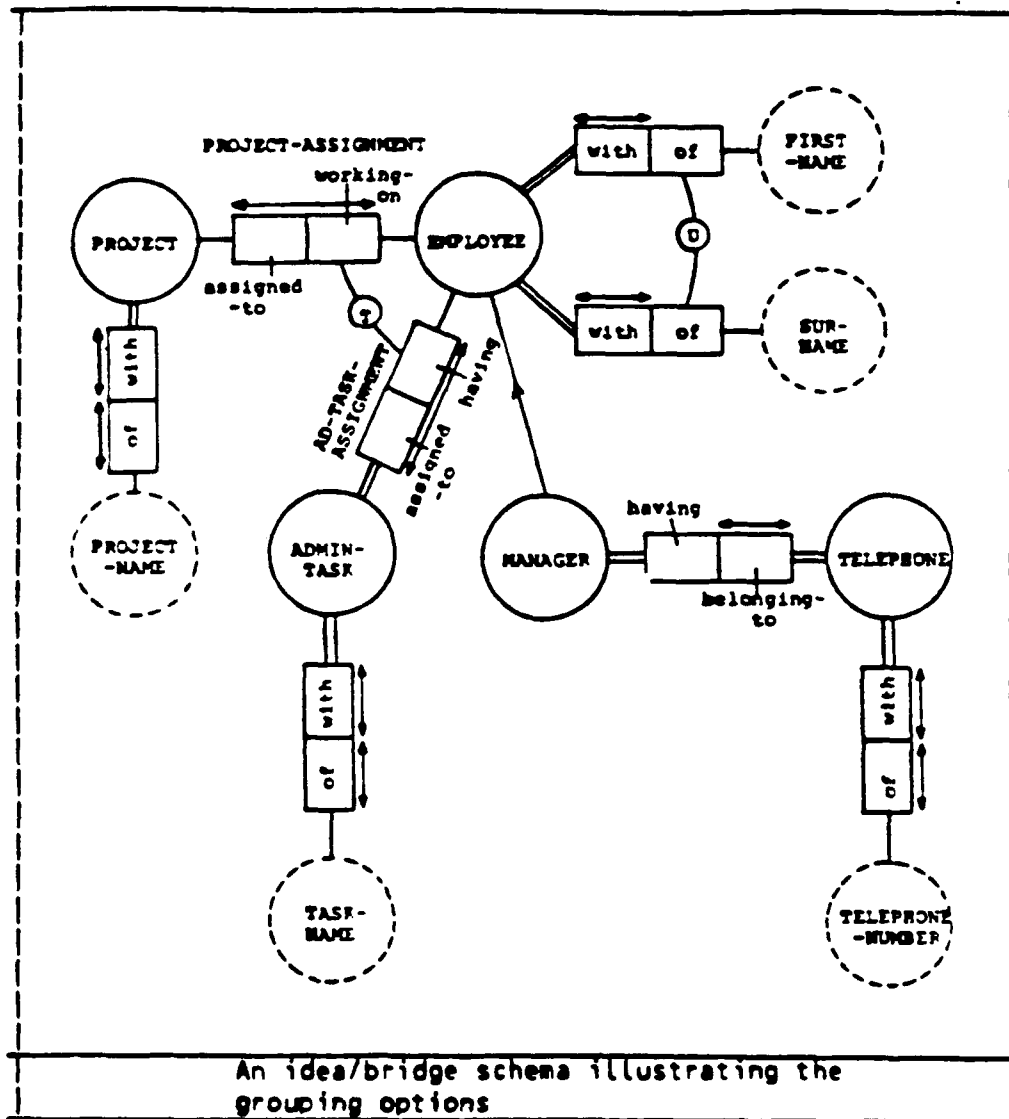 PROJECT-ASSIGNMENT
working-
on
with
of
FIRST
-NAME
PROJECT
EMPLOYEE
U
assigned
-to
T
with
of
SUR-
NAME
with
of
AD-TASK-
ASSIGNMENT
having
assigned
-to
PROJECT
-NAME
ADMIN-
TASK
MANAGER
having
belonging-
to
TELEPHONE
with
of
with
of
TASK-
NAME
TELEPHONE
-NUMBER
An idea/bridge schema illustrating the
grouping options